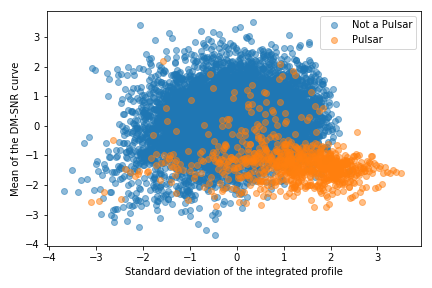 Not a Pulsar
Pulsar
Mean of the DM-SNR curve
3
2
1
0
−1
−2
−3
−4
−4 −3 −2 −1 0 1 2 3
Standard deviation of the integrated profile